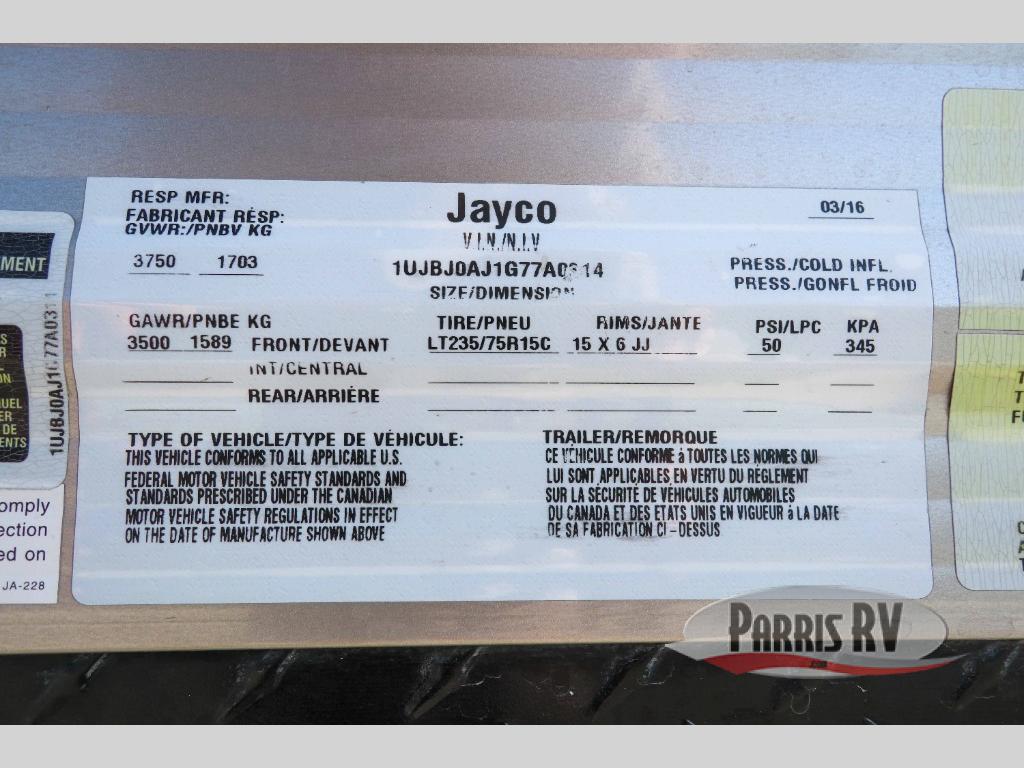 RESP MFR:
FABRICANT RÉSP:
GVWR:/PNBV KG
Jayco
03/16
V.I.N./N.I.V
3750 1703
1UJBJ0AJ1G77A0314
PRESS./COLD INFL.
PRESS./GONFL FROID
SIZE/DIMENSION
GAWR/PNBE KG TIRE/PNEU RIMS/JANTE PSI/LPC KPA
3500 1589 FRONT/DEVANT LT235/75R15C 15 X 6 JJ 50 345
INT/CENTRAL
REAR/ARRIÈRE
TYPE OF VEHICLE/TYPE DE VÉHICULE: TRAILER/REMORQUE
THIS VEHICLE CONFORMS TO ALL APPLICABLE U.S.
FEDERAL MOTOR VEHICLE SAFETY STANDARDS AND
STANDARDS PRESCRIBED UNDER THE CANADIAN
MOTOR VEHICLE SAFETY REGULATIONS IN EFFECT
ON THE DATE OF MANUFACTURE SHOWN ABOVE
CE VÉHICULE CONFORME à TOUTES LES NORMES QUI
LUI SONT APPLICABLES EN VERTU DU RÈGLEMENT
SUR LA SÉCURITÉ DE VÉHICULES AUTOMOBILES
DU CANADA ET DES ETATS UNIS EN VIGUEUR à LA DATE
DE SA FABRICATION CI-DESSUS
MENT
DE
ENTS
omply
ection
ed on
JA-228
PARRIS RV
.com